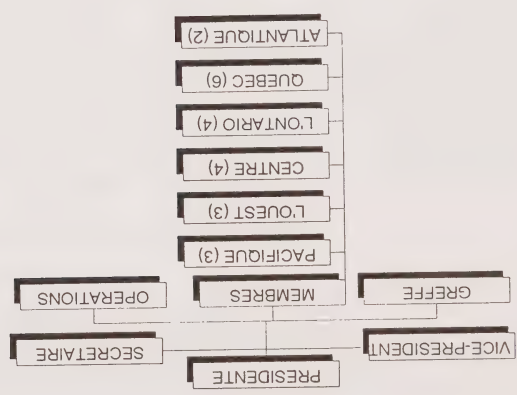 PRESIDENTE
VICE-PRESIDENT
SECRETAIRE
GREFFE
MEMBRES
OPERATIONS
PACIFIQUE (3)
L'OUEST (3)
CENTRE (4)
L'ONTARIO (4)
QUEBEC (6)
ATLANTIQUE (2)